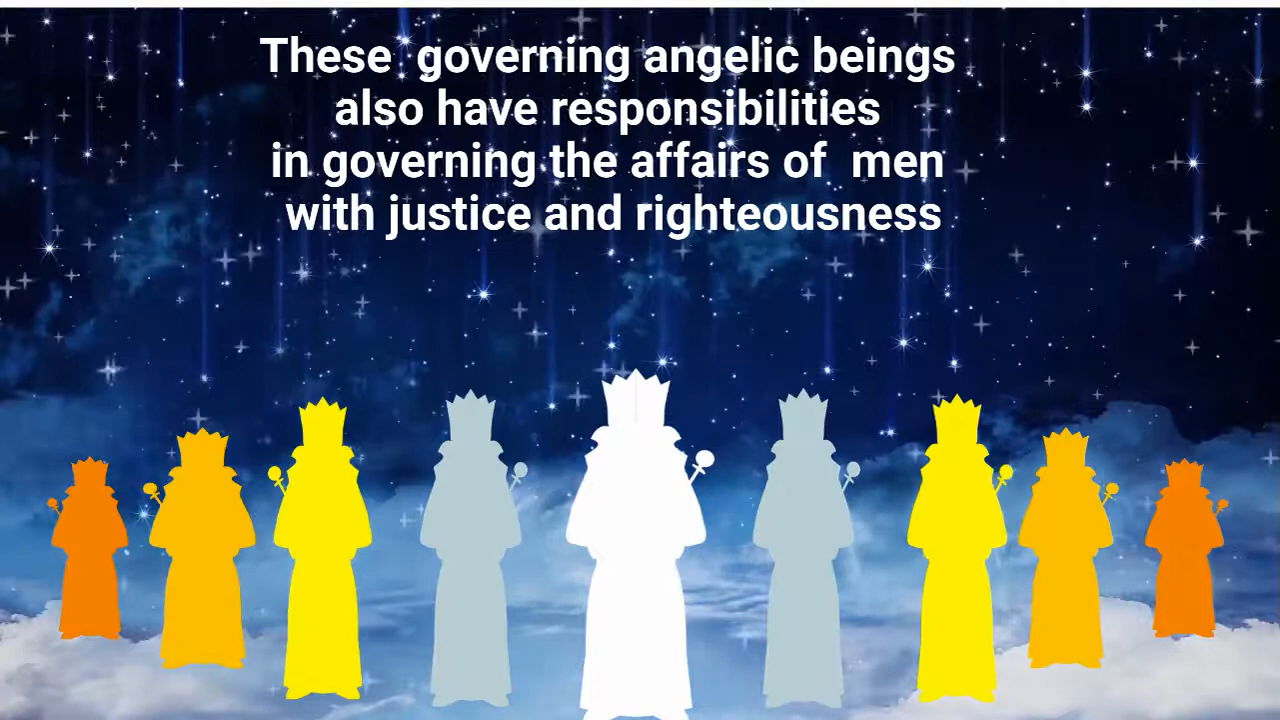 These  governing angelic beings
also have responsibilities
in governing the affairs of  men
with justice and righteousness